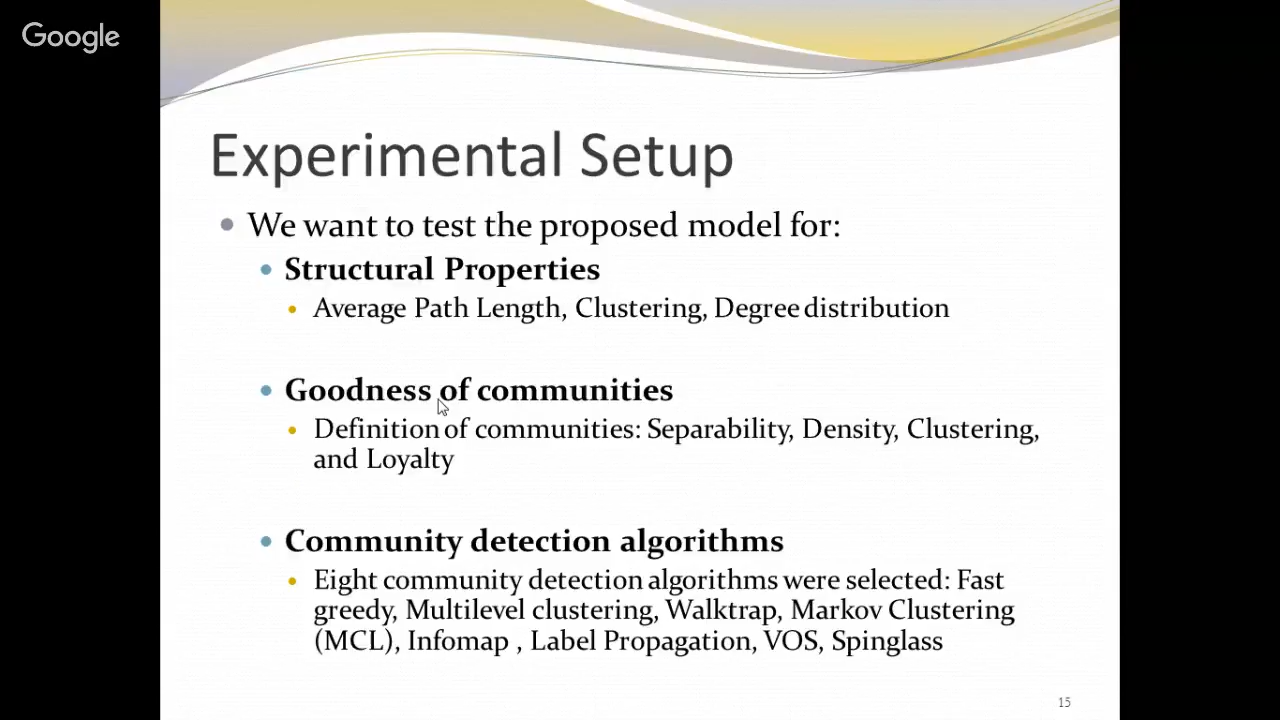 Google
Experimental Setup
We want to test the proposed model for:
Structural Properties
Average Path Length, Clustering, Degree distribution
Goodness of communities
Definition of communities: Separability, Density, Clustering,
and Loyalty
Community detection algorithms
Eight community detection algorithms were selected: Fast
greedy, Multilevel clustering, Walktrap, Markov Clustering
(MCL), Infomap , Label Propagation, VOS, Spinglass
15